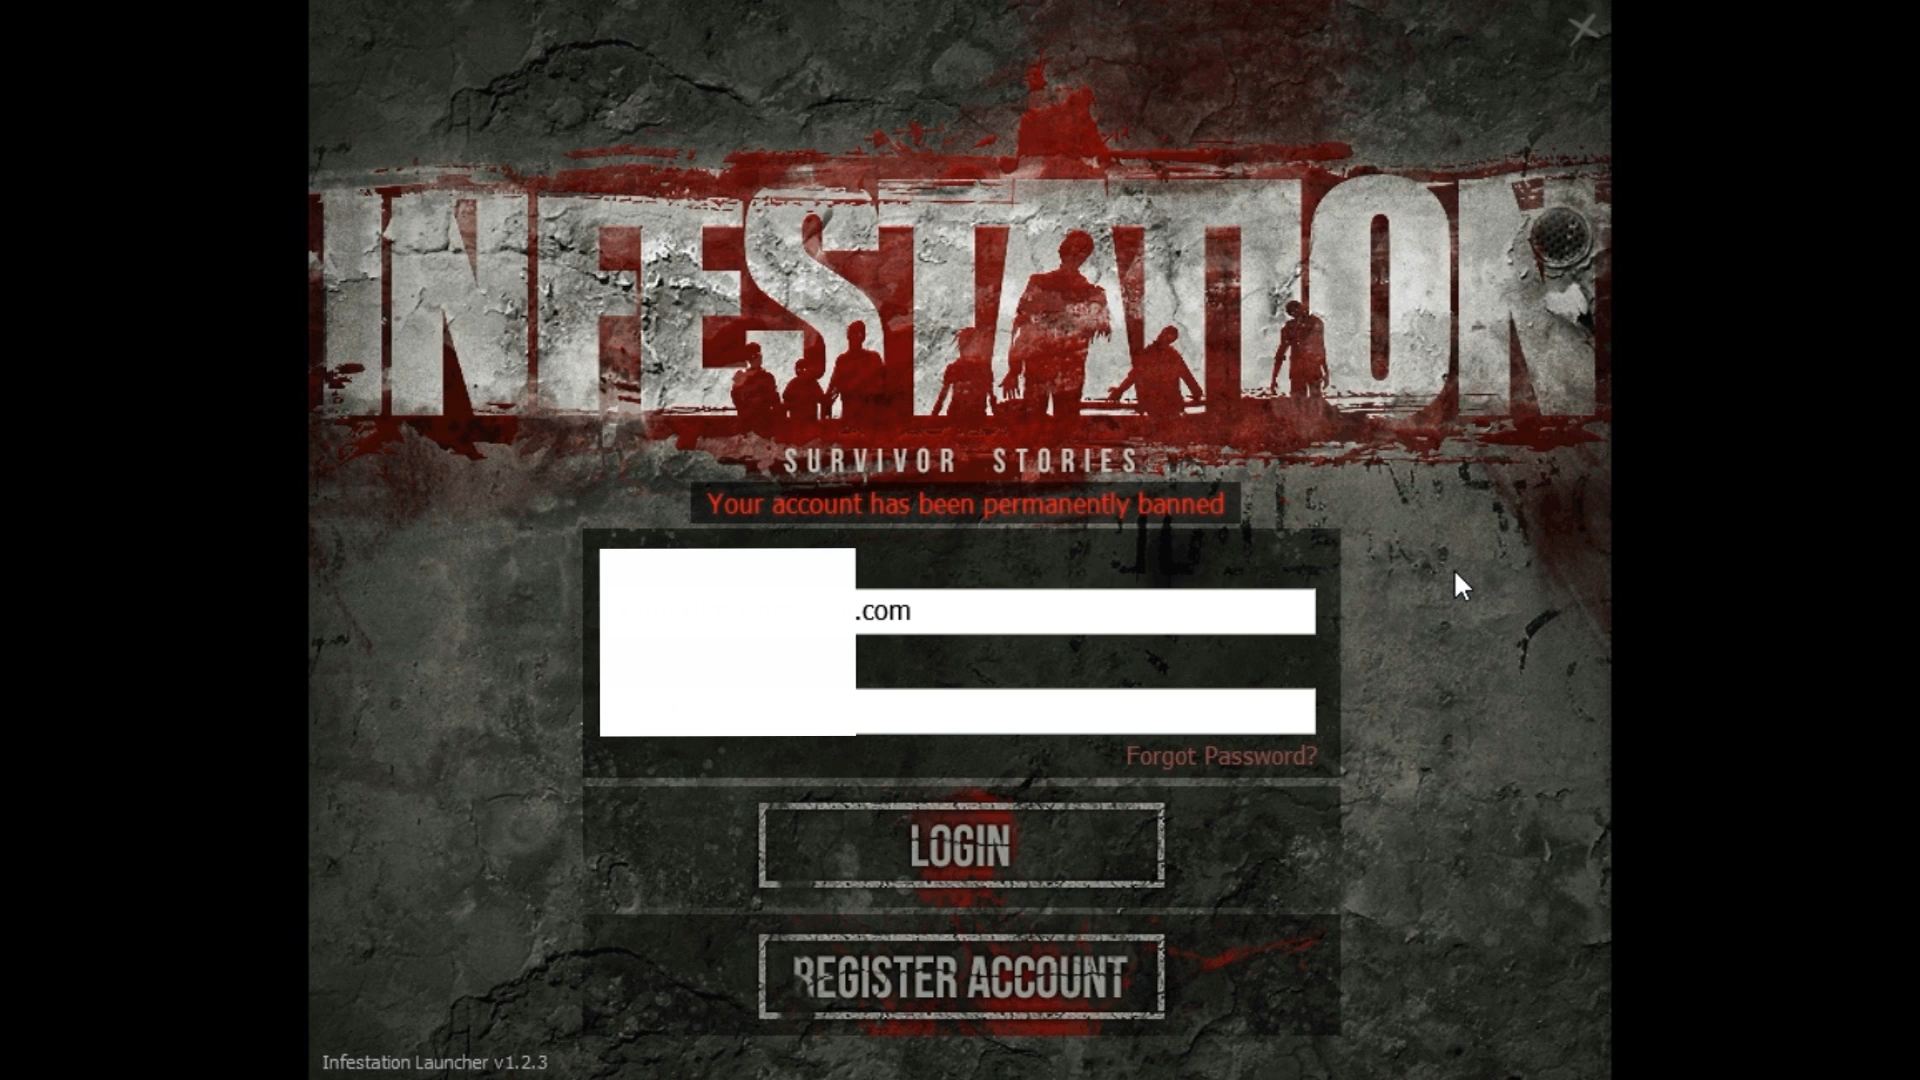 INFESTATION
SURVIVOR STORIES
Your account has been permanently banned
.com
Forgot Password?
LOGIN
REGISTER ACCOUNT
Infestation Launcher v1.2.3